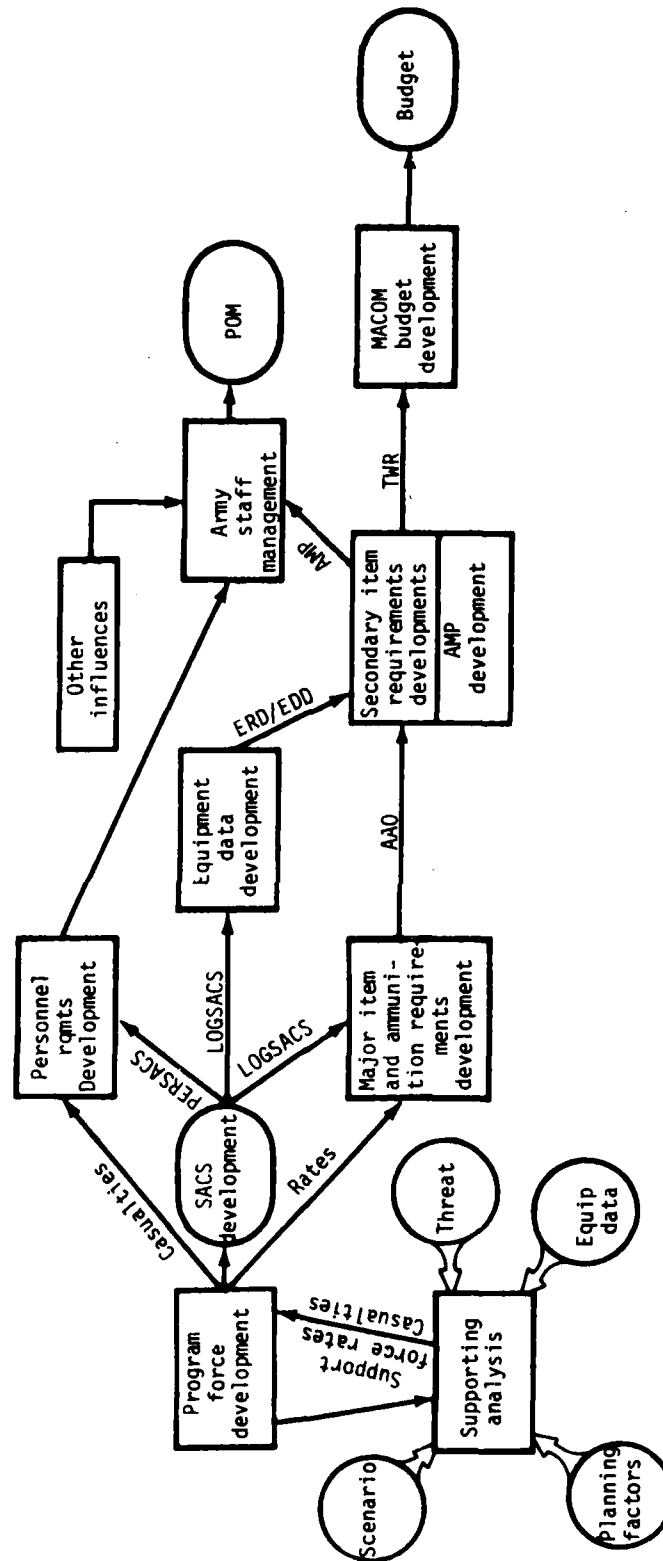 Scenario
Threat
Planning
factors
Equip
data
Supporting
analysis
Support
force rates
Casualties
Program
force
development
Casualties
Rates
SACS
development
PERSACS
LOGSACS
LOGSACS
Personnel
rqmts
Development
Equipment
data
development
Major item
and ammuni-
tion require-
ments
development
Other
influences
ERD/EDD
AAO
Army
staff
management
AMP
Secondary item
requirements
developments
AMP
development
POM
TWR
MACOM
budget
development
Budget